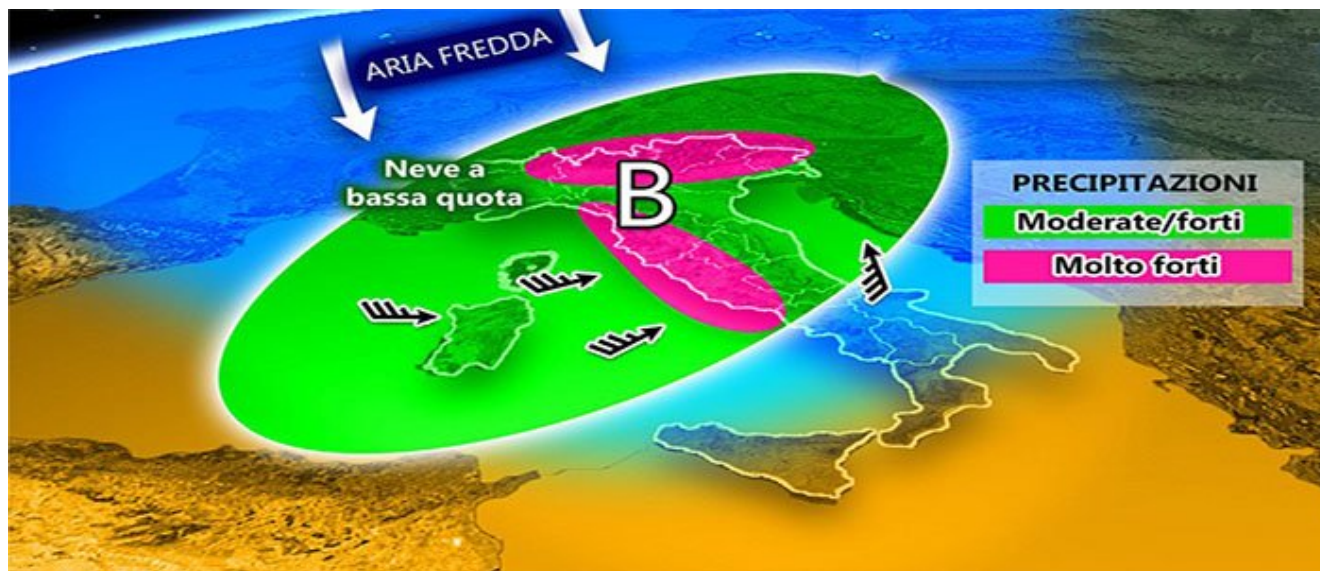 ARIA FREDDA
Neve a
bassa quota
B
PRECIPITAZIONI
Moderate/forti
Molto forti